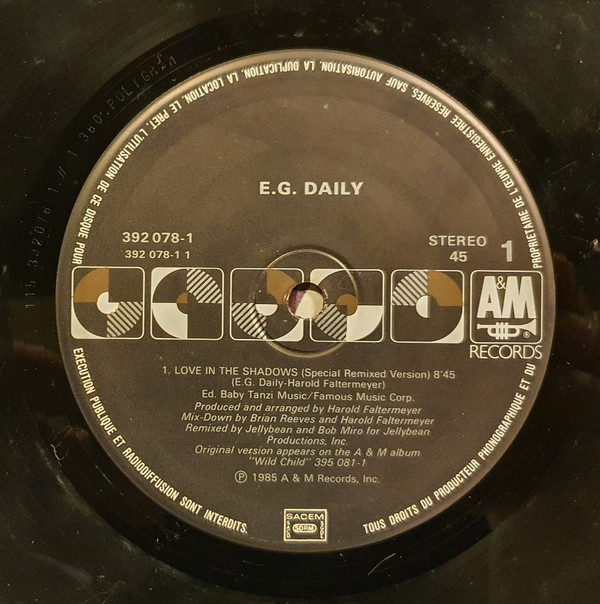 E.G. DAILY
392 078-1
392 078-1 1
STEREO
45
1
A&M
RECORDS
1. LOVE IN THE SHADOWS (Special Remixed Version) 8'45
(E.G. Daily-Harold Faltermeyer)
Ed. Baby Tanzi Music/Famous Music Corp.
Produced and arranged by Harold Faltermeyer
Mix-Down by Brian Reeves and Harold Faltermeyer
Remixed by Jellybean and Bob Miro for Jellybean
Productions, Inc.
Original version appears on the A & M album
"Wild Child" 395 081-1
℗ 1985 A & M Records, Inc.
SACEM
SDRM
TOUS DROITS DU PRODUCTEUR PHONOGRAPHIQUE ET DU PROPRIETAIRE DE L'ŒUVRE ENREGISTREE RESERVES. SAUF AUTORISATION, LA DUPLICATION, LA LOCATION, LE PRET, L'UTILISATION DE CE DISQUE POUR EXECUTION PUBLIQUE ET RADIODIFFUSION SONT INTERDITS.